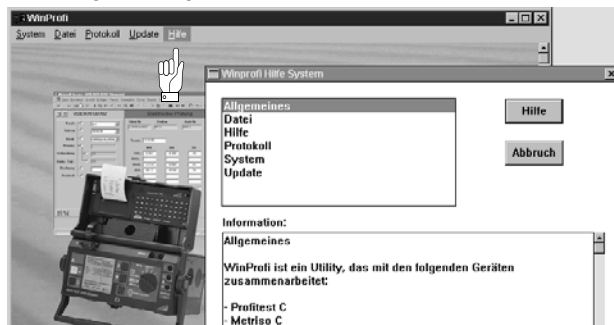 WinProfi
System Datei Protokoll Update Hilfe
Winprofi Hilfe System
Allgemeines
Datei
Hilfe
Protokoll
System
Update
Hilfe
Abbruch
Information:
Allgemeines
WinProfi ist ein Utility, das mit den folgenden Geräten
zusammenarbeitet:
- Profitest C
- Metriso C